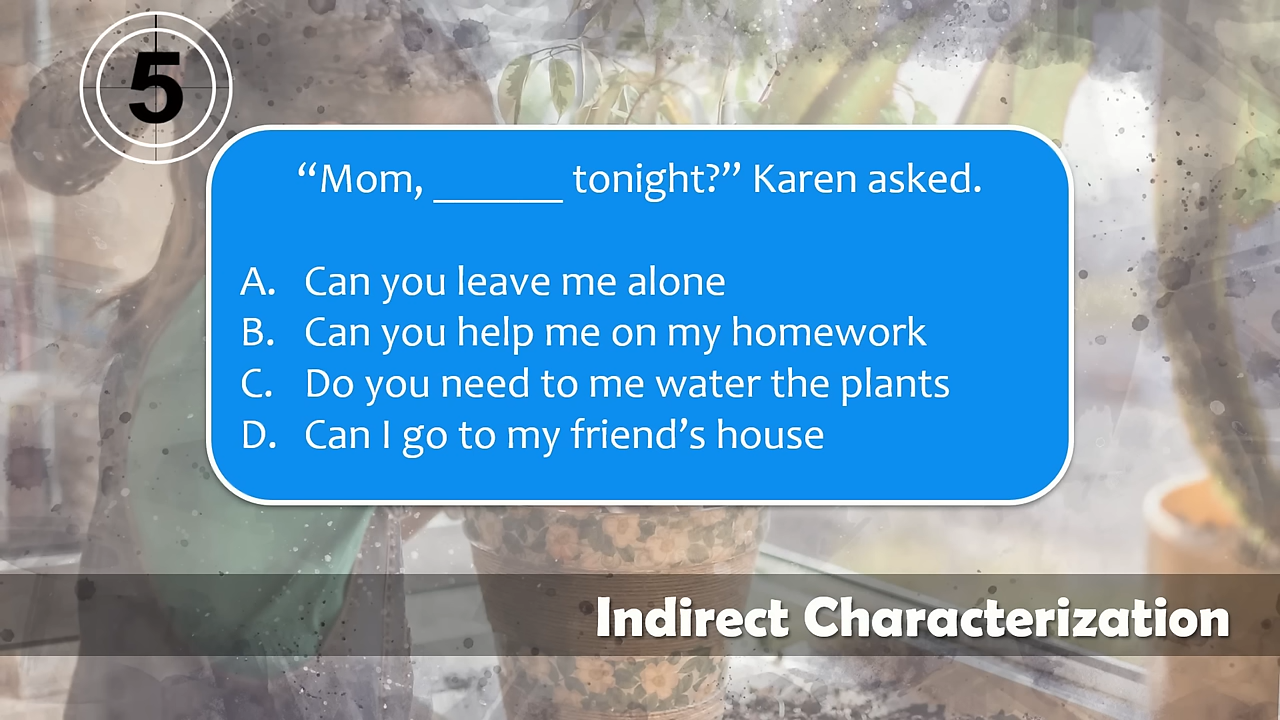 5
“Mom, ______ tonight?” Karen asked.
A. Can you leave me alone
B. Can you help me on my homework
C. Do you need to me water the plants
D. Can I go to my friend’s house
Indirect Characterization